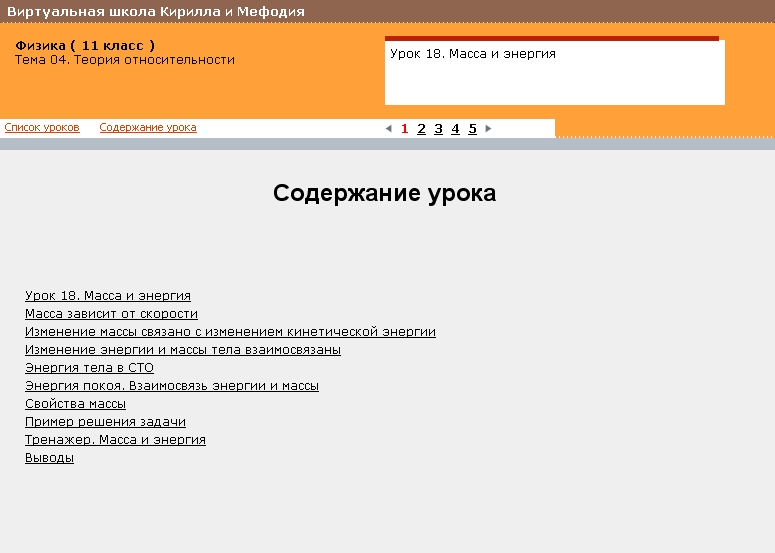 Виртуальная школа Кирилла и Мефодия
Физика ( 11 класс )
Тема 04. Теория относительности
Урок 18. Масса и энергия
Список уроков Содержание урока
1 2 3 4 5
Содержание урока
Урок 18. Масса и энергия
Масса зависит от скорости
Изменение массы связано с изменением кинетической энергии
Изменение энергии и массы тела взаимосвязаны
Энергия тела в СТО
Энергия покоя. Взаимосвязь энергии и массы
Свойства массы
Пример решения задачи
Тренажер. Масса и энергия
Выводы